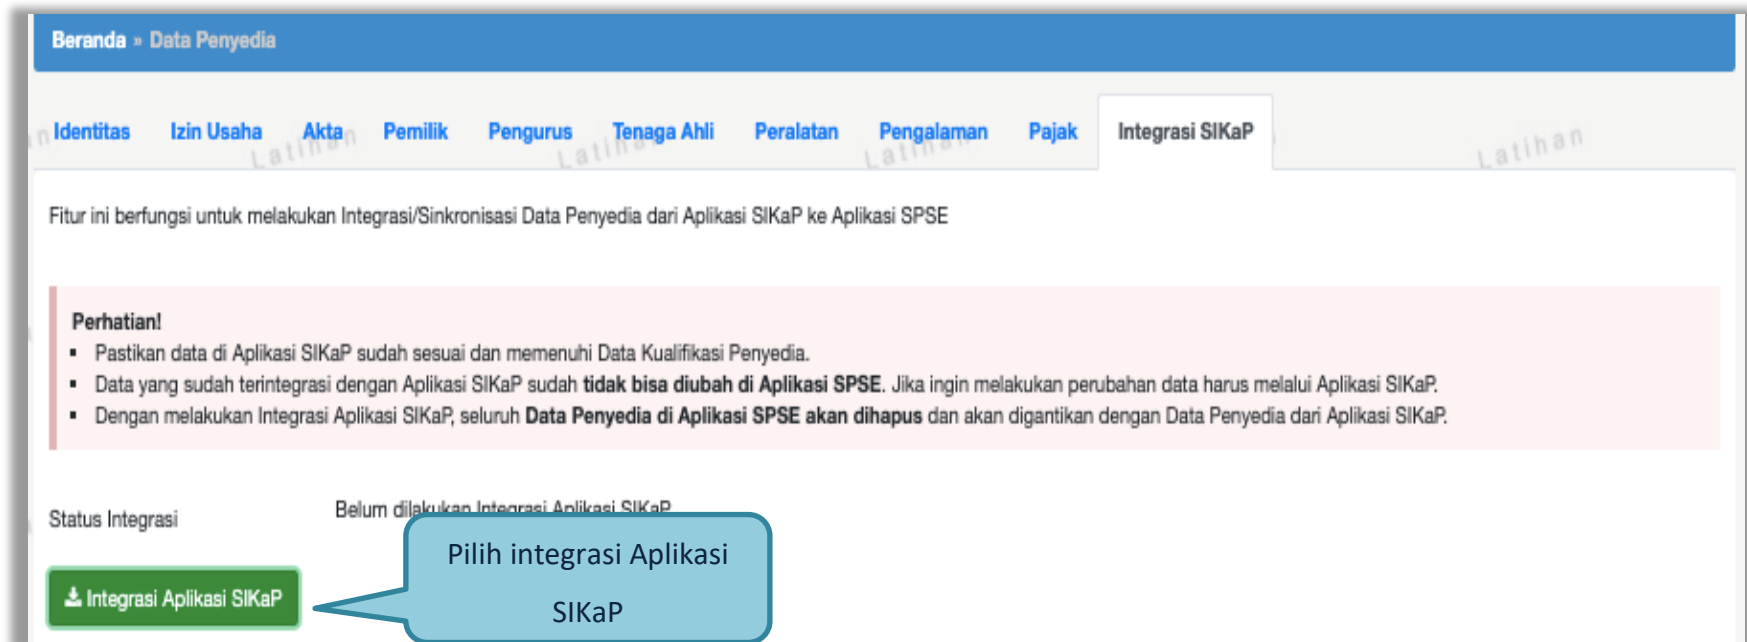 Beranda » Data Penyedia
Identitas Izin Usaha Akta Pemilik Pengurus Tenaga Ahli Peralatan Pengalaman Pajak Integrasi SIKaP
Latihan Latihan Latihan Latihan
Fitur ini berfungsi untuk melakukan Integrasi/Sinkronisasi Data Penyedia dari Aplikasi SIKaP ke Aplikasi SPSE
Perhatian!
▪ Pastikan data di Aplikasi SIKaP sudah sesuai dan memenuhi Data Kualifikasi Penyedia.
▪ Data yang sudah terintegrasi dengan Aplikasi SIKaP sudah tidak bisa diubah di Aplikasi SPSE. Jika ingin melakukan perubahan data harus melalui Aplikasi SIKaP.
▪ Dengan melakukan Integrasi Aplikasi SIKaP, seluruh Data Penyedia di Aplikasi SPSE akan dihapus dan akan digantikan dengan Data Penyedia dari Aplikasi SIKaP.
Status Integrasi Belum dilakukan Integrasi Aplikasi SIKaP
Pilih integrasi Aplikasi
SIKaP
Integrasi Aplikasi SIKaP